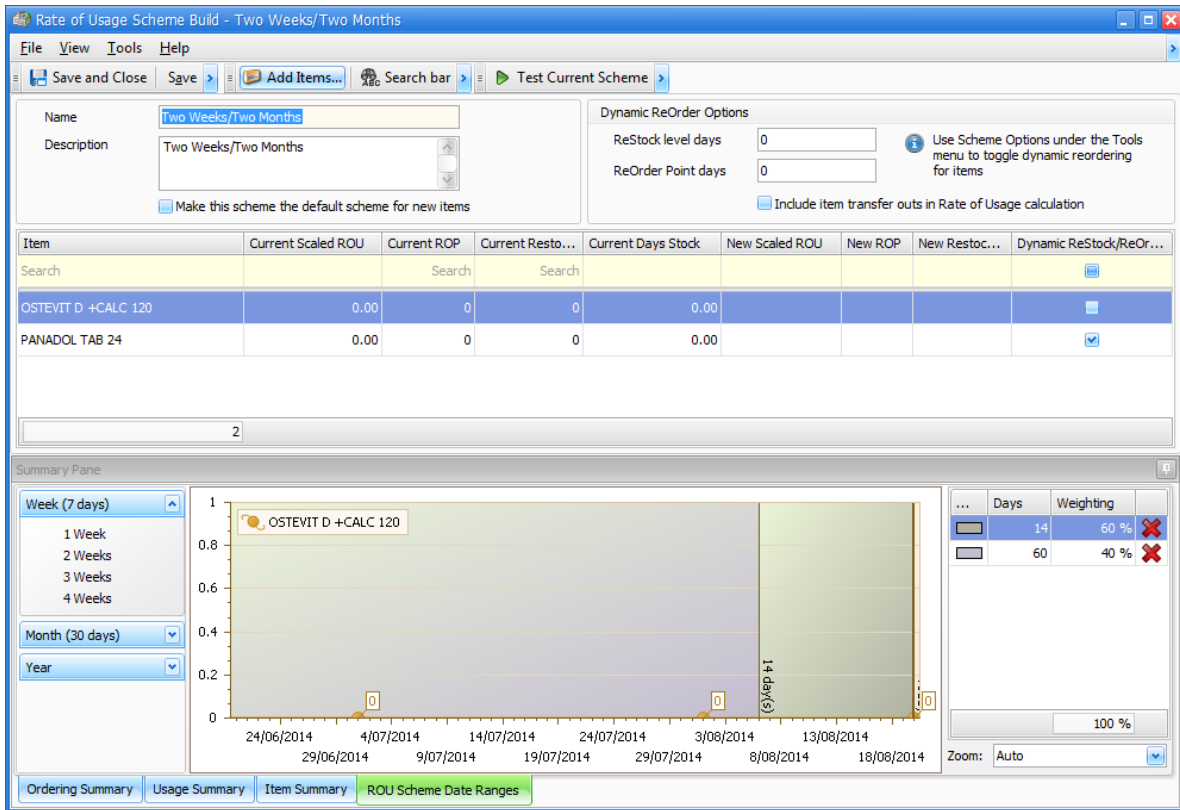 Rate of Usage Scheme Build - Two Weeks/Two Months
File View Tools Help
Save and Close Save Add Items... ABC Search bar Test Current Scheme
Name Two Weeks/Two Months
Description Two Weeks/Two Months
Make this scheme the default scheme for new items
Dynamic ReOrder Options
ReStock level days 0
ReOrder Point days 0
Use Scheme Options under the Tools
menu to toggle dynamic reordering
for items
Include item transfer outs in Rate of Usage calculation
Item Current Scaled ROU Current ROP Current Resto... Current Days Stock New Scaled ROU New ROP New Restoc... Dynamic ReStock/ReOr...
Search Search Search
OSTEVIT D +CALC 120 0.00 0 0 0.00
PANADOL TAB 24 0.00 0 0 0.00
2
Summary Pane
Week (7 days)
1 Week
2 Weeks
3 Weeks
4 Weeks
Month (30 days)
Year
OSTEVIT D +CALC 120
1
0.8
0.6
0.4
0.2
0
0 0 0
14 day(s)
24/06/2014 4/07/2014 14/07/2014 24/07/2014 3/08/2014 13/08/2014
29/06/2014 9/07/2014 19/07/2014 29/07/2014 8/08/2014 18/08/2014
... Days Weighting
14 60 %
60 40 %
100 %
Zoom: Auto
Ordering Summary Usage Summary Item Summary ROU Scheme Date Ranges